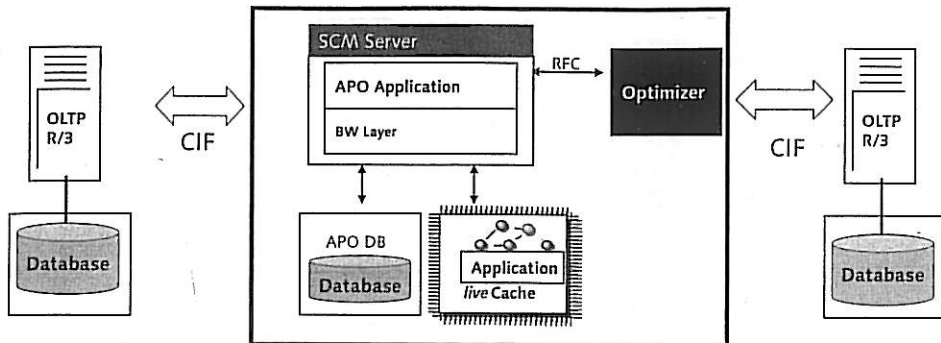 SCM Server
RFC
APO Application
Optimizer
BW Layer
OLTP
R/3
CIF
OLTP
R/3
CIF
APO DB
Database
Application
live Cache
Database
Database